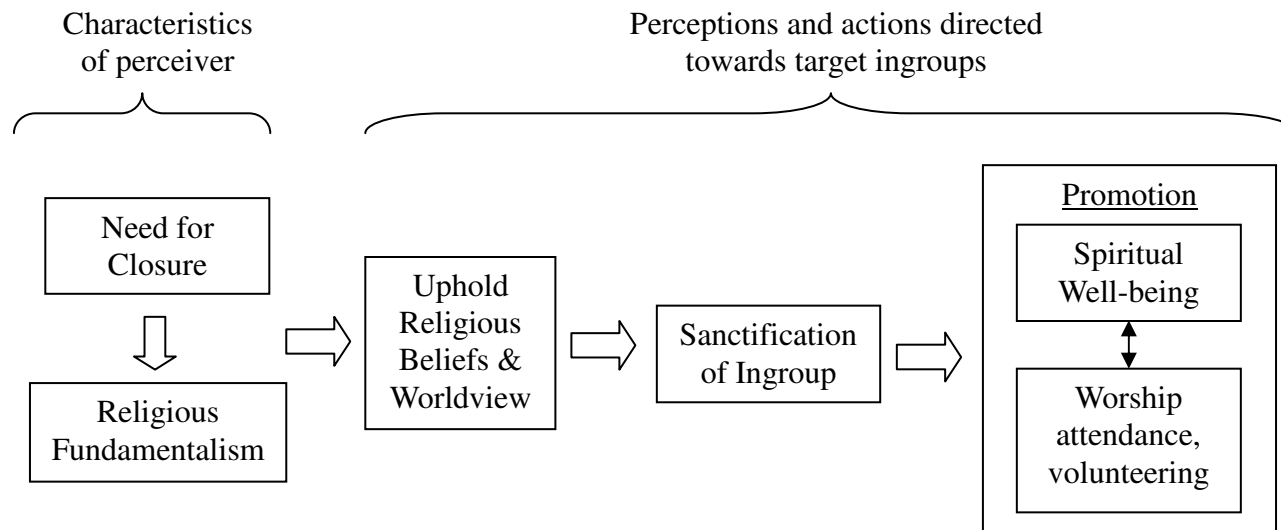 Characteristics
of perceiver
Perceptions and actions directed
towards target ingroups
Need for
Closure
Religious
Fundamentalism
Uphold
Religious
Beliefs &
Worldview
Sanctification
of Ingroup
Promotion
Spiritual
Well-being
Worship
attendance,
volunteering